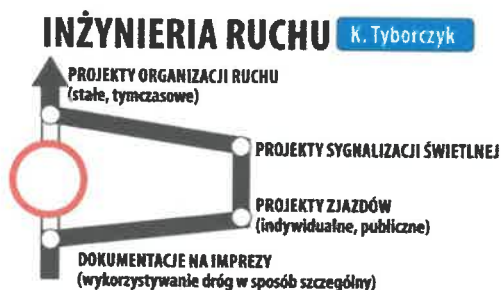 INŻYNIERIA RUCHU K. Tyborczyk
PROJEKTY ORGANIZACJI RUCHU
(stałe, tymczasowe)
PROJEKTY SYGNALIZACJI ŚWIETLNEJ
PROJEKTY ZJAZDÓW
(indywidualne, publiczne)
DOKUMENTACJE NA IMPREZY
(wykorzystywanie dróg w sposób szczególny)